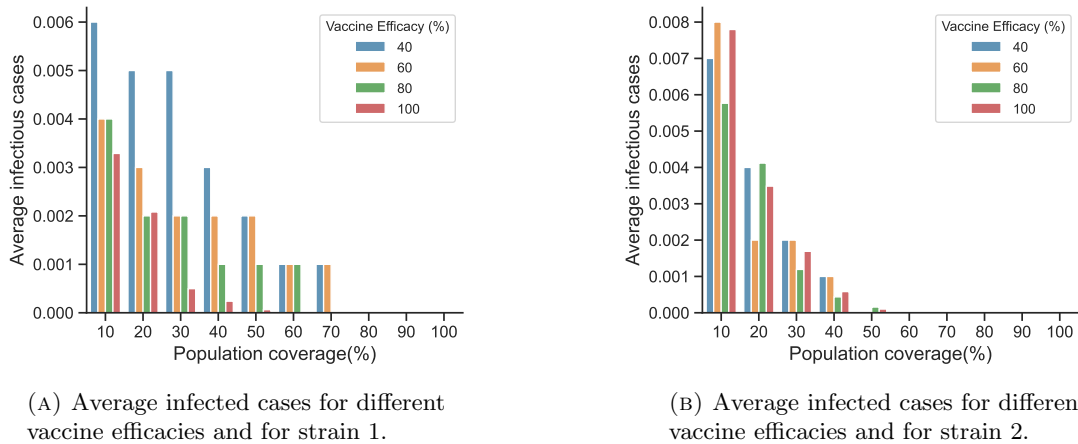 Average infectious cases
0.006
0.005
0.004
0.003
0.002
0.001
0.000
10 20 30 40 50 60 70 80 90 100
Population coverage(%)
Vaccine Efficacy (%)
40
60
80
100
(A) Average infected cases for different
vaccine efficacies and for strain 1.
Average infectious cases
0.008
0.007
0.006
0.005
0.004
0.003
0.002
0.001
0.000
10 20 30 40 50 60 70 80 90 100
Population coverage(%)
Vaccine Efficacy (%)
40
60
80
100
(B) Average infected cases for differen
vaccine efficacies and for strain 2.